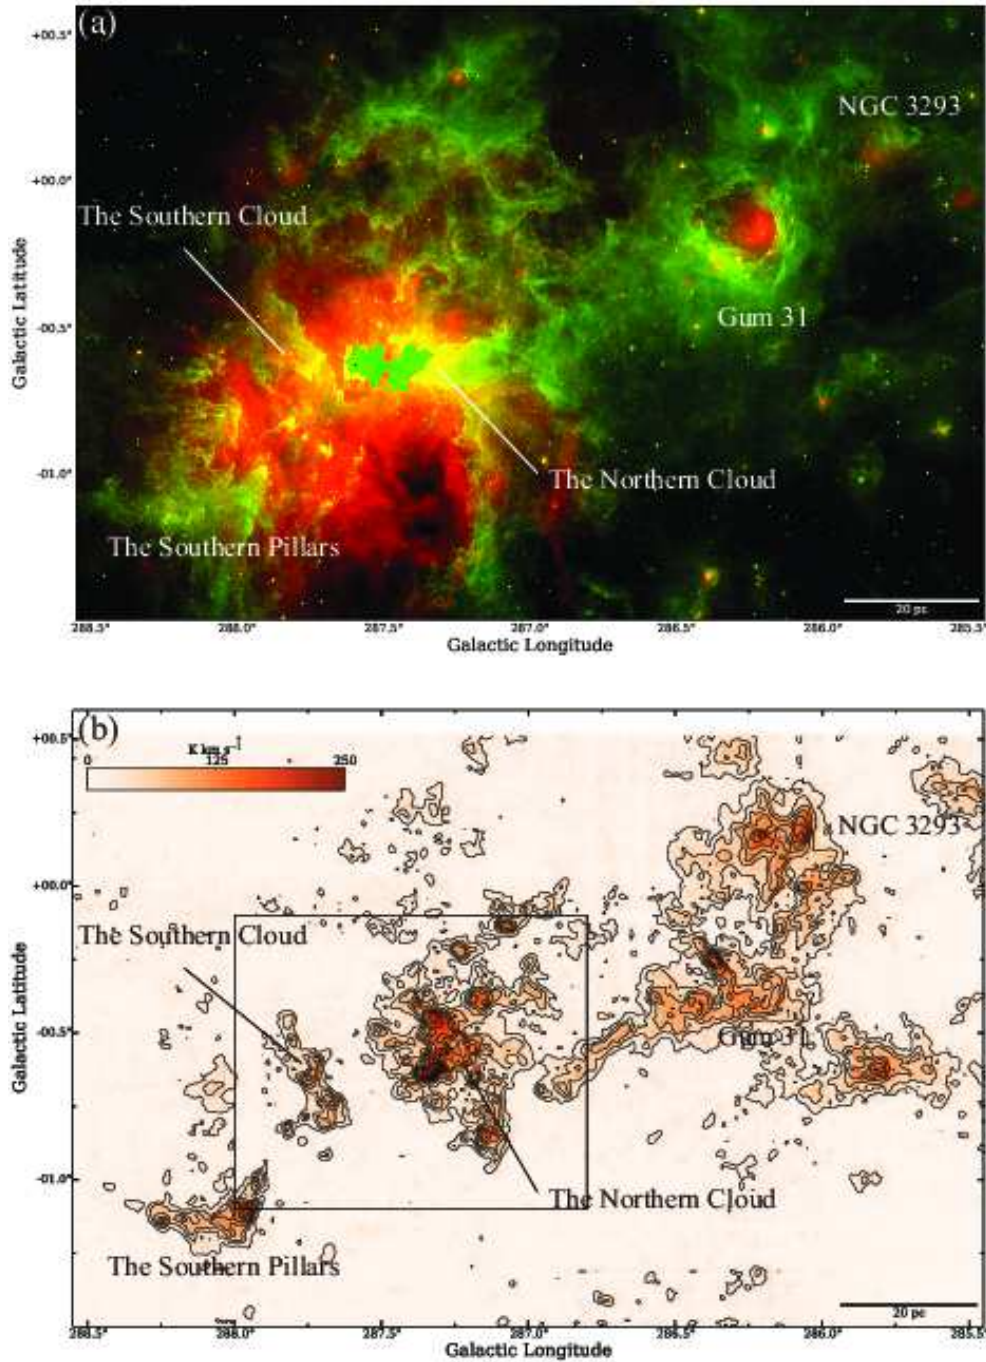 (a)
+00.5°
NGC 3293
+00.0°
The Southern Cloud
Galactic Latitude
Gum 31
-00.5°
The Northern Cloud
-01.0°
The Southern Pillars
20 pc
288.5° 288.0° 287.5° 287.0° 286.5° 286.0° 285.5°
Galactic Longitude
(b)
+00.5°
K km s⁻¹
0 125 250
NGC 3293
+00.0°
The Southern Cloud
Galactic Latitude
-00.5°
Gum 31
-01.0°
The Northern Cloud
The Southern Pillars
20 pc
288.5° 288.0° 287.5° 287.0° 286.5° 286.0° 285.5°
Galactic Longitude